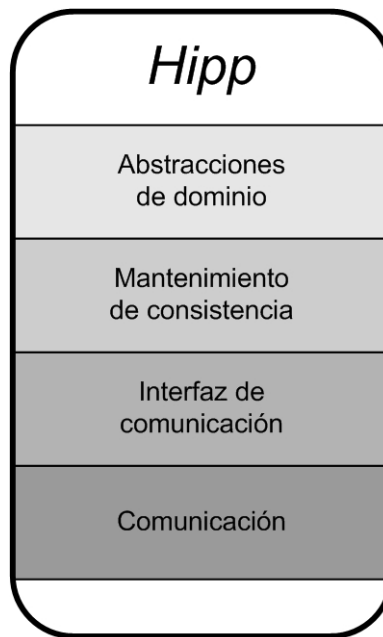 Hipp
Abstracciones
de dominio
Mantenimiento
de consistencia
Interfaz de
comunicación
Comunicación